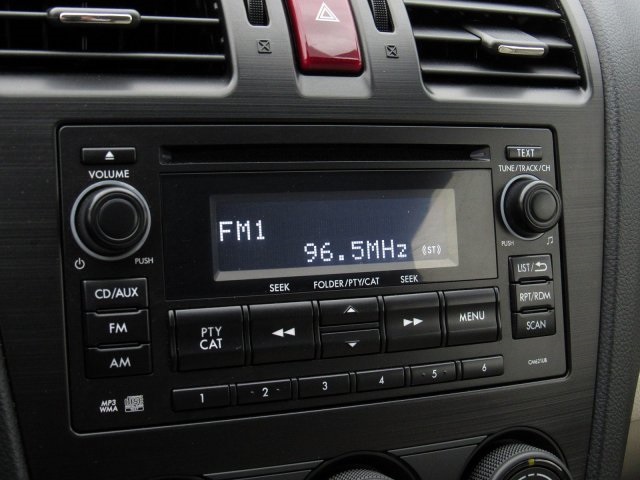 TEXT
VOLUME
TUNE/TRACK/CH
FM1
96.5MHz (ST)
PUSH
PUSH
SEEK FOLDER/PTY/CAT SEEK
CD/AUX
LIST/
FM
PTY CAT
MENU
RPT/RDM
AM
SCAN
MP3
WMA
1 2 3 4 5 6